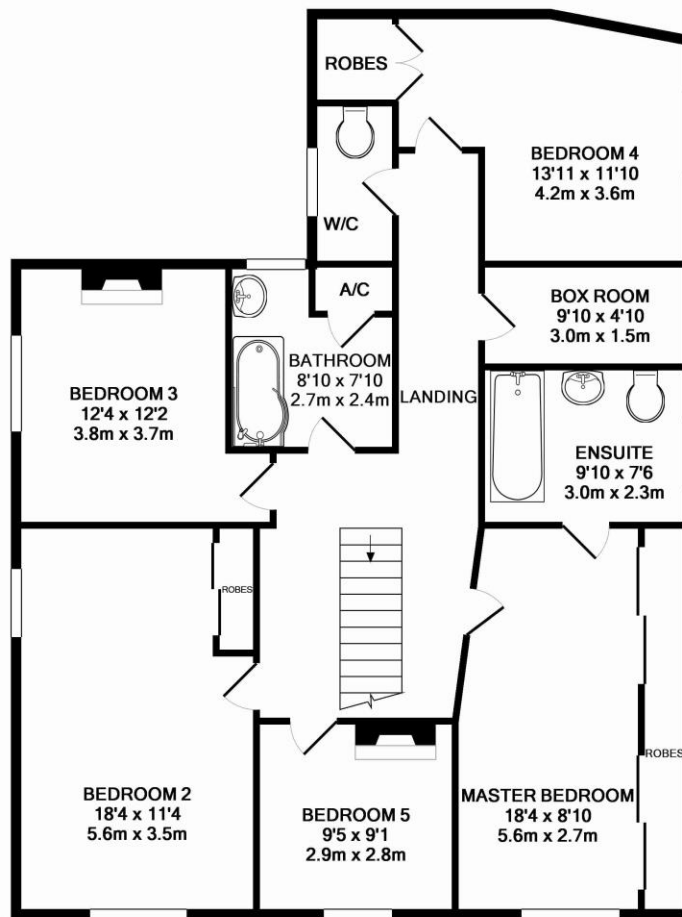 ROBES
BEDROOM 4
13'11 x 11'10
4.2m x 3.6m
W/C
A/C
BOX ROOM
9'10 x 4'10
3.0m x 1.5m
BATHROOM
8'10 x 7'10
2.7m x 2.4m
BEDROOM 3
12'4 x 12'2
3.8m x 3.7m
LANDING
ENSUITE
9'10 x 7'6
3.0m x 2.3m
ROBES
ROBES
BEDROOM 2
18'4 x 11'4
5.6m x 3.5m
BEDROOM 5
9'5 x 9'1
2.9m x 2.8m
MASTER BEDROOM
18'4 x 8'10
5.6m x 2.7m